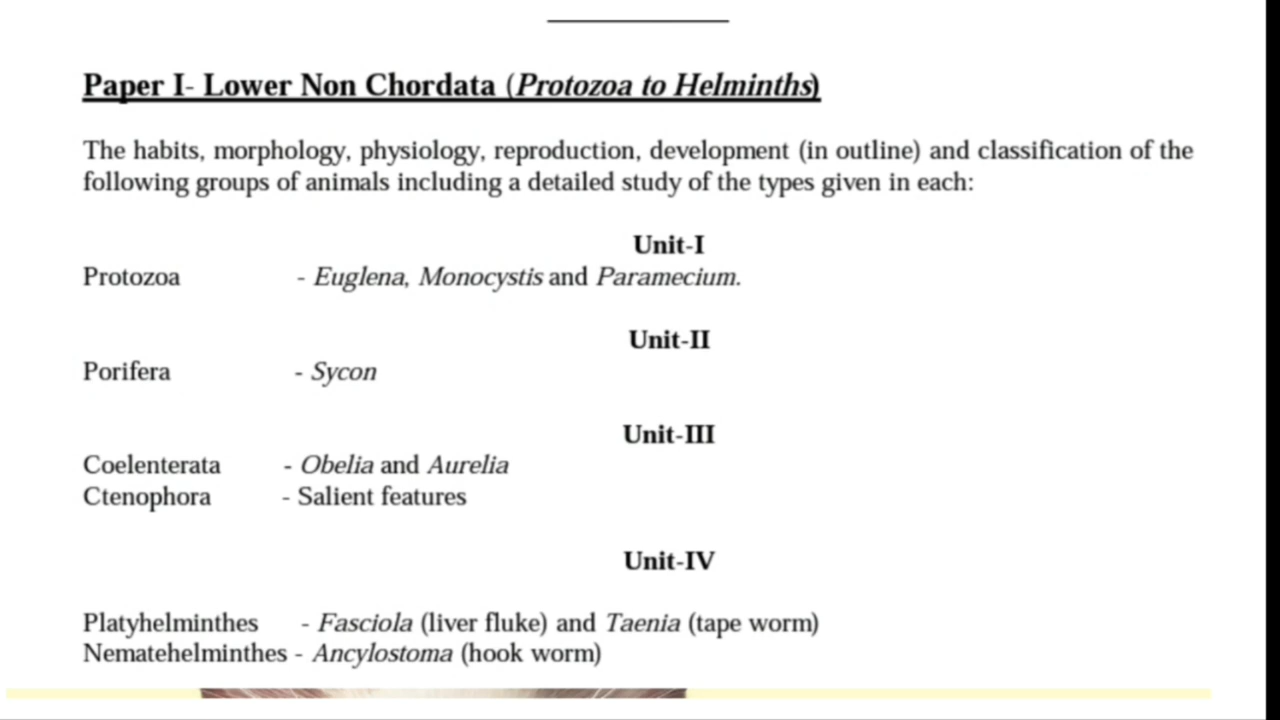 Paper I- Lower Non Chordata (Protozoa to Helminths)
The habits, morphology, physiology, reproduction, development (in outline) and classification of the
following groups of animals including a detailed study of the types given in each:
Unit-I
Protozoa - Euglena, Monocystis and Paramecium.
Unit-II
Porifera - Sycon
Unit-III
Coelenterata - Obelia and Aurelia
Ctenophora - Salient features
Unit-IV
Platyhelminthes - Fasciola (liver fluke) and Taenia (tape worm)
Nematehelminthes - Ancylostoma (hook worm)